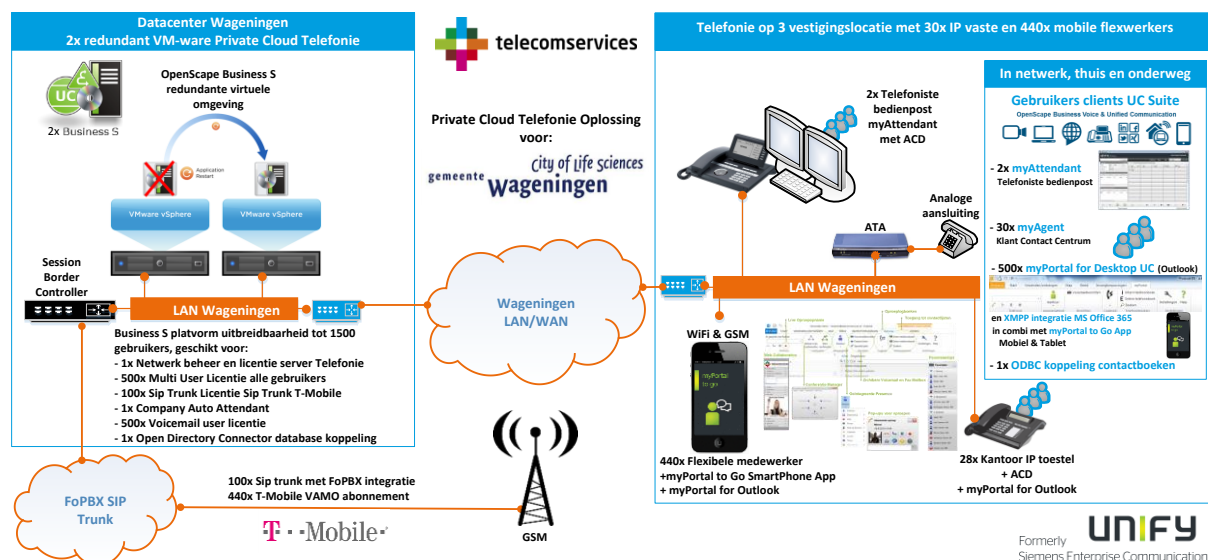 Datacenter Wageningen
2x redundant VM-ware Private Cloud Telefonie
OpenScape Business S
redundante virtuele
omgeving
UC
2x Business S
Application
Restart
VMware vSphere
VMware vSphere
Session
Border
Controller
LAN Wageningen
Business S platvorm uitbreidbaarheid tot 1500
gebruikers, geschikt voor:
- 1x Netwerk beheer en licentie server Telefonie
- 500x Multi User Licentie alle gebruikers
- 100x Sip Trunk Licentie Sip Trunk T-Mobile
- 1x Company Auto Attendant
- 500x Voicemail user licentie
- 1x Open Directory Connector database koppeling
FoPBX SIP
Trunk
100x Sip trunk met FoPBX integratie
440x T-Mobile VAMO abonnement
T··Mobile·
GSM
telecomservices
Private Cloud Telefonie Oplossing
voor:
city of life sciences
gemeente Wageningen
Wageningen
LAN/WAN
Telefonie op 3 vestigingslocatie met 30x IP vaste en 440x mobile flexwerkers
2x Telefoniste
bedienpost
myAttendant
met ACD
ATA
Analoge
aansluiting
LAN Wageningen
WiFi & GSM
myPortal
to go
440x Flexibele medewerker
+myPortal to Go SmartPhone App
+ myPortal for Outlook
28x Kantoor IP toestel
+ ACD
+ myPortal for Outlook
In netwerk, thuis en onderweg
Gebruikers clients UC Suite
OpenScape Business Voice & Unified Communication
- 2x myAttendant
Telefoniste bedienpost
- 30x myAgent
Klant Contact Centrum
- 500x myPortal for Desktop UC (Outlook)
en XMPP integratie MS Office 365
in combi met myPortal to Go App
Mobiel & Tablet
- 1x ODBC koppeling contactboeken
Formerly
UNIFY
Siemens Enterprise Communication